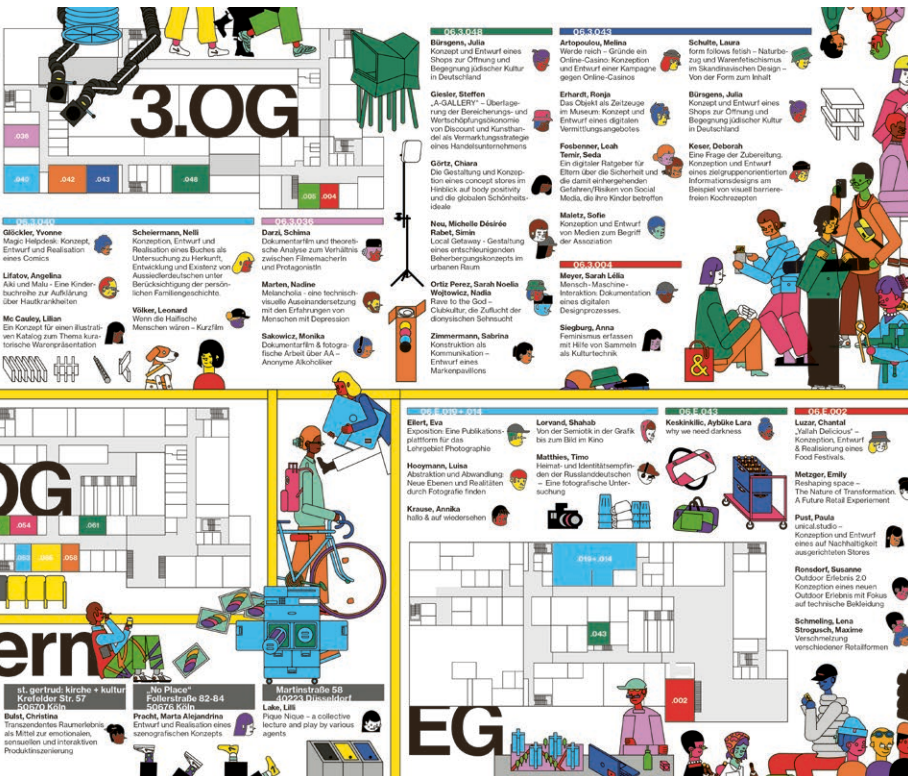 3.OG
.036
.040
.042
.043
.048
.005
.004
06.3.048
Bürsgens, Julia
Konzept und Entwurf eines
Shops zur Öffnung und
Begegnung jüdischer Kultur
in Deutschland
Giesler, Steffen
„A-GALLERY“ – Überlage-
rung der Bereicherungs- und
Wertschöpfungsökonomie
von Discount und Kunsthan-
del als Vermarktungsstrategie
eines Handelsunternehmens
Görtz, Chiara
Die Gestaltung und Konzep-
tion eines concept stores im
Hinblick auf body positivity
und die globalen Schönheits-
ideale
Neu, Michelle Désirée
Rabet, Simin
Local Getaway - Gestaltung
eines entschleunigenden
Beherbergungskonzepts im
urbanen Raum
Ortiz Perez, Sarah Noelia
Wojtowicz, Nadia
Rave to the God –
Clubkultur, die Zuflucht der
dionysischen Sehnsucht
Zimmermann, Sabrina
Konstruktion als
Kommunikation –
Entwurf eines
Markenpavillons
06.3.043
Artopoulou, Melina
Werde reich – Gründe ein
Online-Casino: Konzeption
und Entwurf einer Kampagne
gegen Online-Casinos
Erhardt, Ronja
Das Objekt als Zeitzeuge
im Museum: Konzept und
Entwurf eines digitalen
Vermittlungsangebotes
Fosbenner, Leah
Temir, Seda
Ein digitaler Ratgeber für
Eltern über die Sicherheit und
die damit einhergehenden
Gefahren/Risiken von Social
Media, die ihre Kinder betreffen
Maletz, Sofie
Konzeption und Entwurf
von Medien zum Begriff
der Assoziation
06.3.004
Meyer, Sarah Lélia
Mensch-Maschine-
Interaktion. Dokumentation
eines digitalen
Designprozesses.
Siegburg, Anna
Feminismus erfassen
mit Hilfe von Sammeln
als Kulturtechnik
Schulte, Laura
form follows fetish – Naturbe-
zug und Warenfetischismus
im Skandinavischen Design –
Von der Form zum Inhalt
Bürsgens, Julia
Konzept und Entwurf eines
Shops zur Öffnung und
Begegnung jüdischer Kultur
in Deutschland
Keser, Deborah
Eine Frage der Zubereitung.
Konzeption und Entwurf
eines zielgruppenorientierten
Informationsdesigns am
Beispiel von visuell barriere-
freien Kochrezepten
&
06.3.040
Glöckler, Yvonne
Magic Helpdesk: Konzept,
Entwurf und Realisation
eines Comics
Lifatov, Angelina
Aiki und Malu - Eine Kinder-
buchreihe zur Aufklärung
über Hautkrankheiten
Mc Cauley, Lilian
Ein Konzept für einen illustrati-
ven Katalog zum Thema kura-
torische Warenpräsentation
Scheiermann, Nelli
Konzeption, Entwurf und
Realisation eines Buches als
Untersuchung zu Herkunft,
Entwicklung und Existenz von
Aussiedlerdeutschen unter
Berücksichtigung der persön-
lichen Familiengeschichte.
Völker, Leonard
Wenn die Haifische
Menschen wären – Kurzfilm
06.3.036
Darzi, Schima
Dokumentarfilm und theoreti-
sche Analyse zum Verhältnis
zwischen FilmemacherIn
und ProtagonistIn
Marten, Nadine
Melancholia - eine technisch-
visuelle Auseinandersetzung
mit den Erfahrungen von
Menschen mit Depression
Sakowicz, Monika
Dokumentarfilm & fotogra-
fische Arbeit über AA –
Anonyme Alkoholiker
OG
.054
.061
.058
ern
st. gertrud: kirche + kultur
Krefelder Str. 57
50670 Köln
Bulst, Christina
Transzendentes Raumerlebnis
als Mittel zur emotionalen,
sensuellen und interaktiven
Produktinszenierung
„No Place“
Follerstraße 82-84
50676 Köln
Pracht, Marta Alejandrina
Entwurf und Realisation eines
szenografischen Konzepts
Martinstraße 58
40223 Düsseldorf
Lake, Lilli
Pique Nique – a collective
lecture and play by various
agents
06.E.019+.014
Eilert, Eva
Exposition: Eine Publikations-
plattform für das
Lehrgebiet Photographie
Hooymann, Luisa
Abstraktion und Abwandlung:
Neue Ebenen und Realitäten
durch Fotografie finden
Krause, Annika
hallo & auf wiedersehen
Lorvand, Shahab
Von der Semiotik in der Grafik
bis zum Bild im Kino
Matthies, Timo
Heimat- und Identitätsempfin-
den der Russlanddeutschen
– Eine fotografische Unter-
suchung
06.E.043
Keskinkilic, Aybüke Lara
why we need darkness
06.E.002
Luzar, Chantal
„Yallah Delicious“ –
Konzeption, Entwurf
& Realisierung eines
Food Festivals.
Metzger, Emily
Reshaping space –
The Nature of Transformation.
A Future Retail Experiement
Pust, Paula
unical.studio –
Konzeption und Entwurf
eines auf Nachhaltigkeit
ausgerichteten Stores
Rensdorf, Susanne
Outdoor Erlebnis 2.0
Konzeption eines neuen
Outdoor Erlebnis mit Fokus
auf technische Bekleidung
Schmeling, Lena
Strogusch, Maxime
Verschmelzung
verschiedener Retailformen
.019+.014
.043
.002
EG